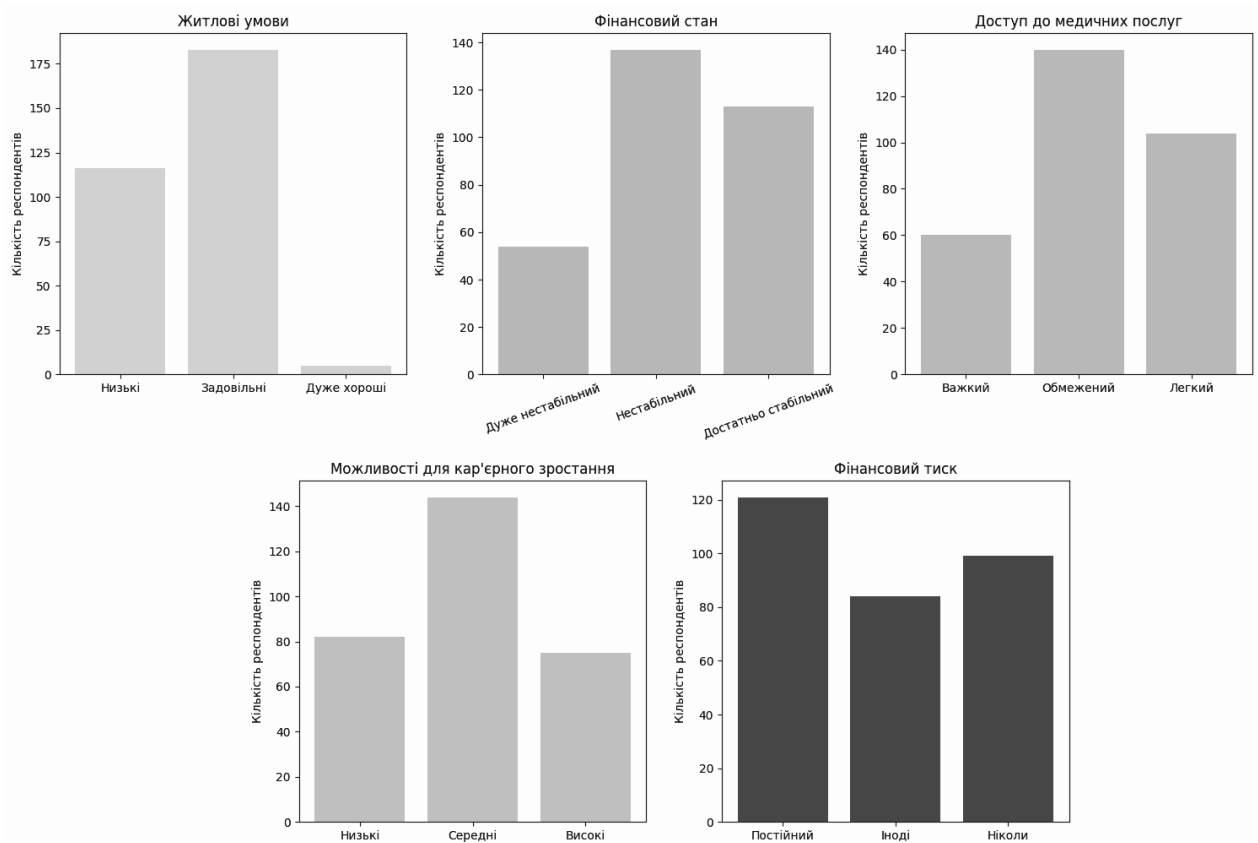 Житлові умови
Кількість респондентів
175
150
125
100
75
50
25
0
Низькі Задовільні Дуже хороші
Фінансовий стан
Кількість респондентів
140
120
100
80
60
40
20
0
Дуже нестабільний Нестабільний Достатньо стабільний
Доступ до медичних послуг
Кількість респондентів
140
120
100
80
60
40
20
0
Важкий Обмежений Легкий
Можливості для кар'єрного зростання
Кількість респондентів
140
120
100
80
60
40
20
0
Низькі Середні Високі
Фінансовий тиск
Кількість респондентів
120
100
80
60
40
20
0
Постійний Іноді Ніколи